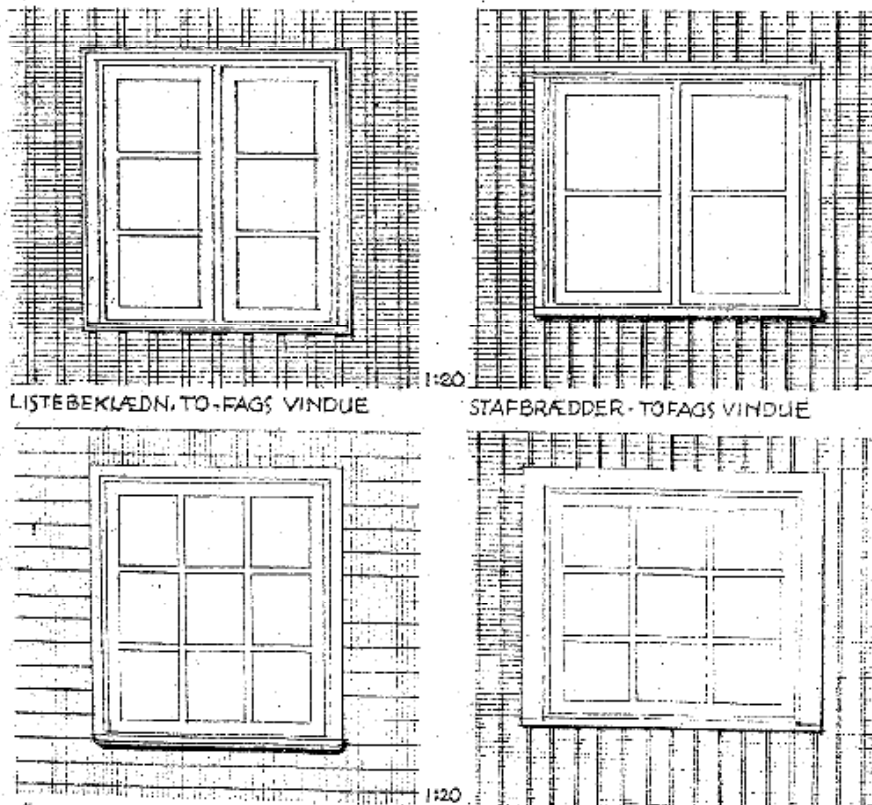 1:20
LISTEBEKLÆDN. TO-FAGS VINDUE
STAFBRÆDDER - TOFAGS VINDUE
1:20